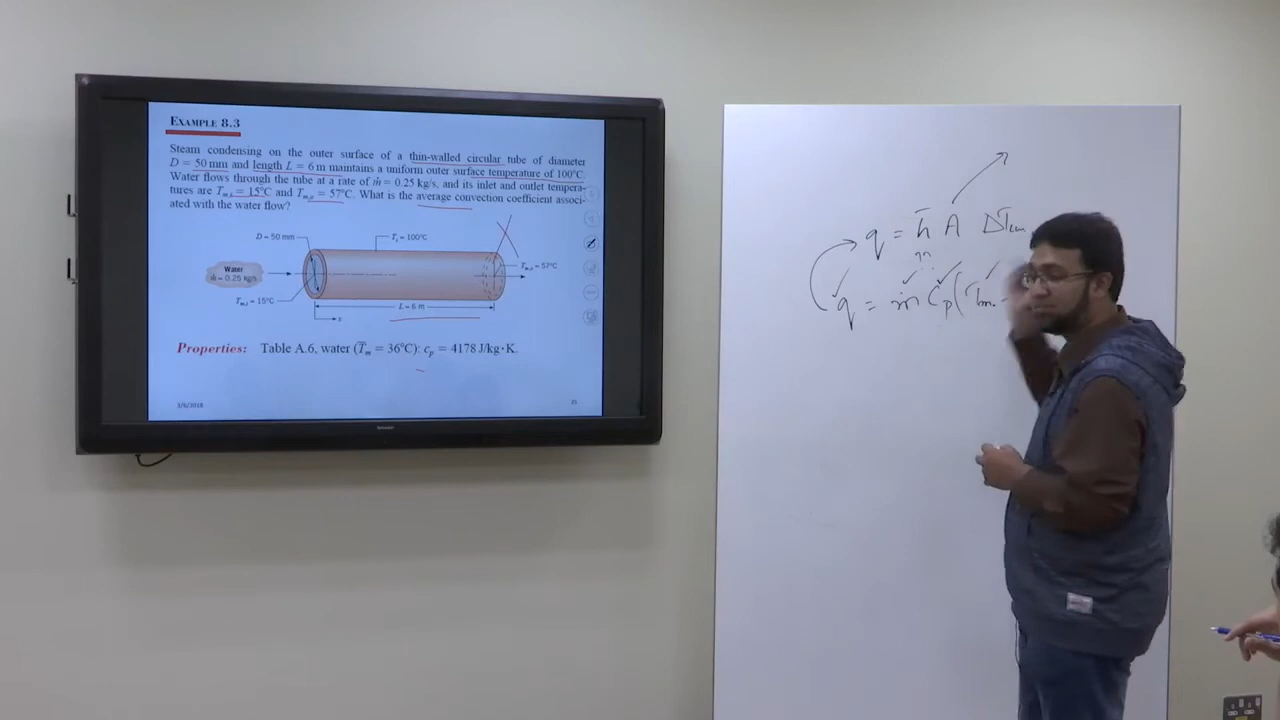 EXAMPLE 8.3
Steam condensing on the outer surface of a thin-walled circular tube of diameter
D = 50 mm and length L = 6 m maintains a uniform outer surface temperature of 100°C.
Water flows through the tube at a rate of ṁ = 0.25 kg/s, and its inlet and outlet tempera-
tures are Tm,i = 15°C and Tm,o = 57°C. What is the average convection coefficient associ-
ated with the water flow?
D = 50 mm
Ts = 100°C
Water
ṁ = 0.25 kg/s
Tm,o = 57°C
Tm,i = 15°C
L = 6 m
x
Properties: Table A.6, water (T̄m = 36°C): cp = 4178 J/kg·K.
3/6/2018
q = h̄ A ΔTlm
q = ṁ Cp(Tm